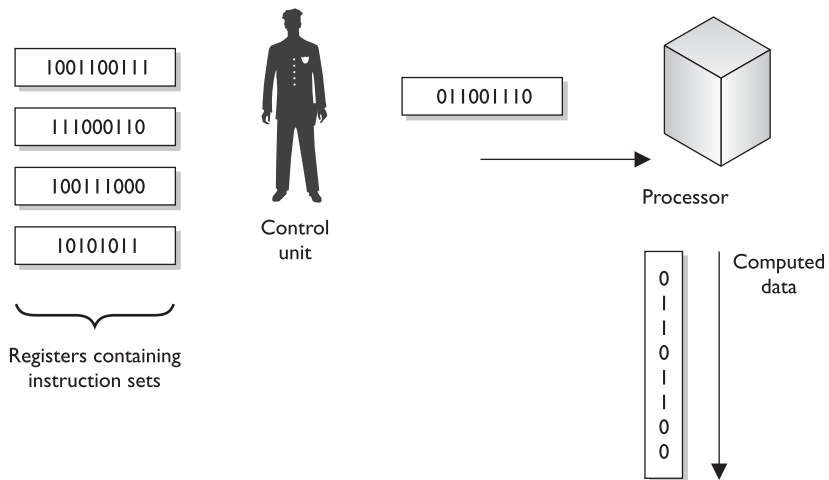 1001100111
111000110
100111000
10101011
Registers containing
instruction sets
Control
unit
011001110
Processor
0
1
1
0
1
1
0
0
Computed
data